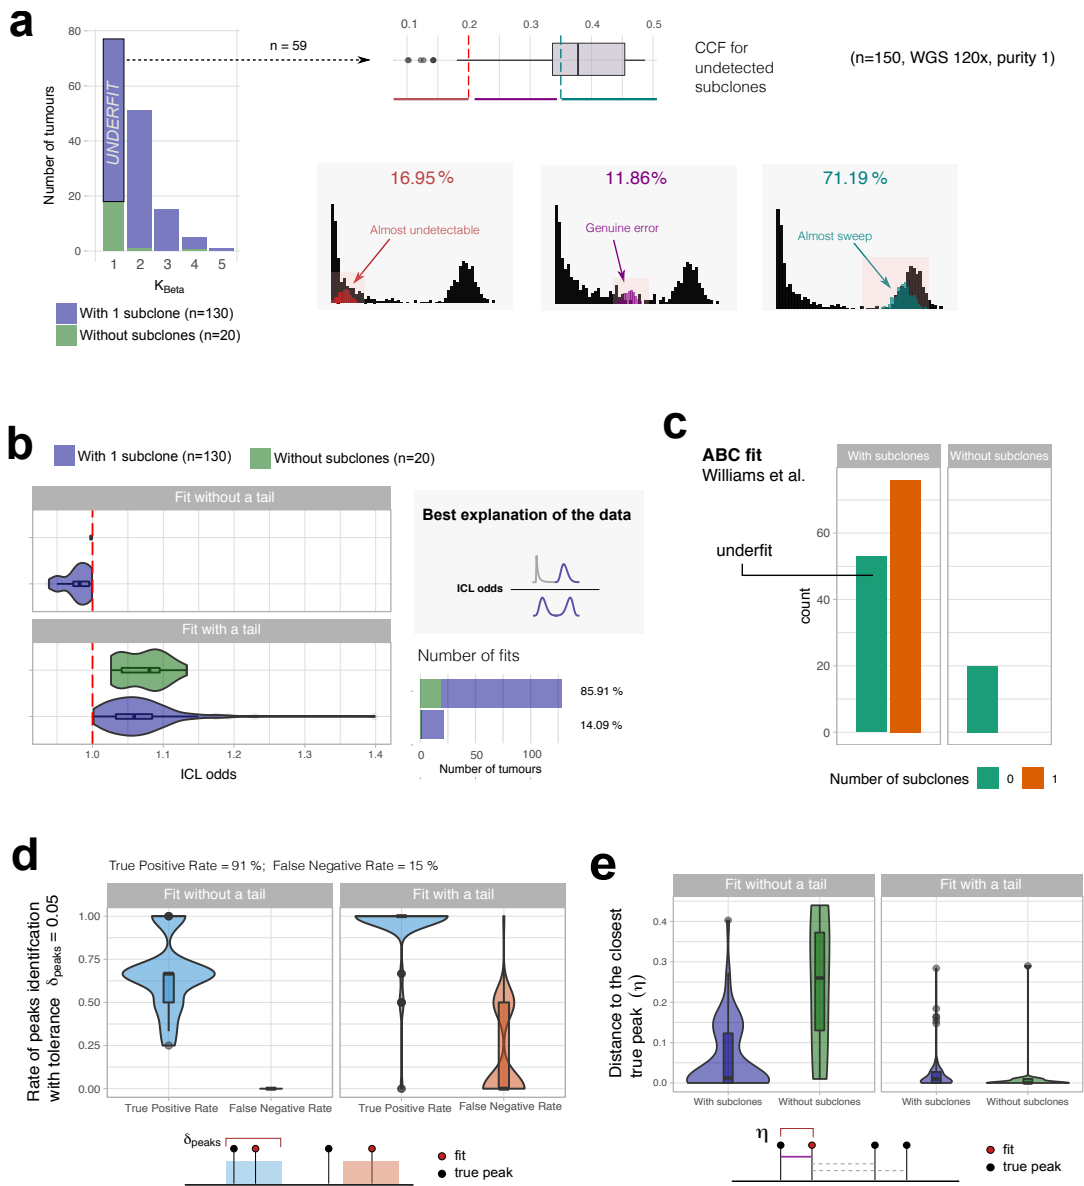 a
80
60
40
20
0
Number of tumours
UNDERFIT
1 2 3 4 5
KBeta
With 1 subclone (n=130)
Without subclones (n=20)
n = 59
0.1 0.2 0.3 0.4 0.5
CCF for
undetected
subclones
(n=150, WGS 120x, purity 1)
16.95 %
Almost undetectable
11.86%
Genuine error
71.19 %
Almost sweep
b
With 1 subclone (n=130)
Without subclones (n=20)
Fit without a tail
Fit with a tail
1.0 1.1 1.2 1.3 1.4
ICL odds
Best explanation of the data
ICL odds
Number of fits
85.91 %
14.09 %
0 50 100
Number of tumours
c
ABC fit
Williams et al.
With subclones
Without subclones
underfit
count
60
40
20
0
Number of subclones 0 1
d
True Positive Rate = 91 %; False Negative Rate = 15 %
Fit without a tail
Fit with a tail
Rate of peaks identifcation
with tolerance δpeaks = 0.05
1.00
0.75
0.50
0.25
0.00
True Positive Rate False Negative Rate
True Positive Rate False Negative Rate
δpeaks
fit
true peak
e
Fit without a tail
Fit with a tail
Distance to the closest
true peak (η)
0.4
0.3
0.2
0.1
0.0
With subclones Without subclones
With subclones Without subclones
η
fit
true peak